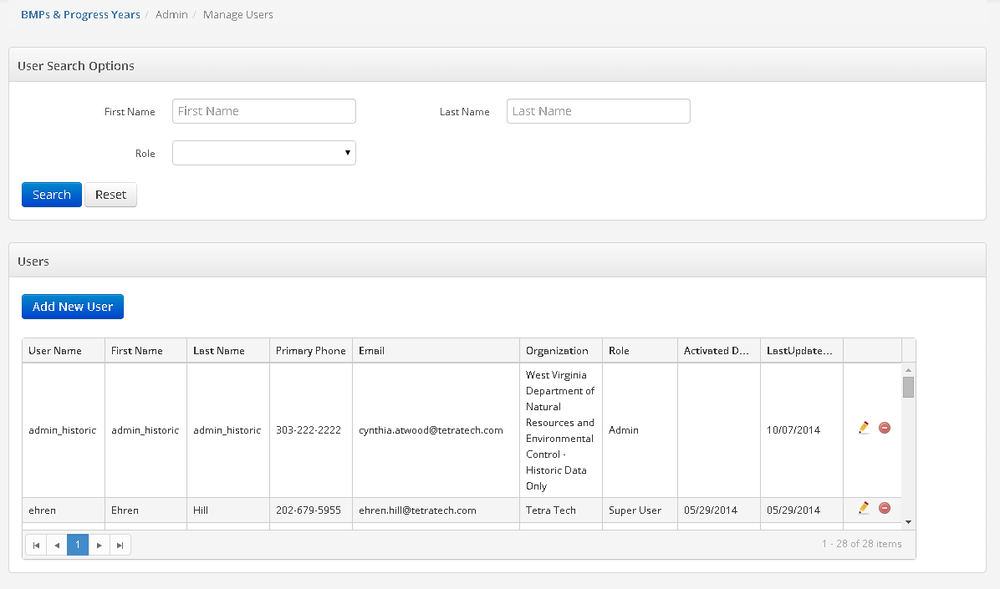 BMPs & Progress Years / Admin / Manage Users
User Search Options
First Name First Name Last Name Last Name
Role
Search Reset
Users
Add New User
User Name First Name Last Name Primary Phone Email Organization Role Activated D... LastUpdate...
admin_historic admin_historic admin_historic 303-222-2222 cynthia.atwood@tetratech.com
West Virginia
Department of
Natural
Resources and
Environmental
Control -
Historic Data
Only
Admin 10/07/2014
ehren Ehren Hill 202-679-5955 ehren.hill@tetratech.com Tetra Tech Super User 05/29/2014 05/29/2014
1 1 - 28 of 28 items